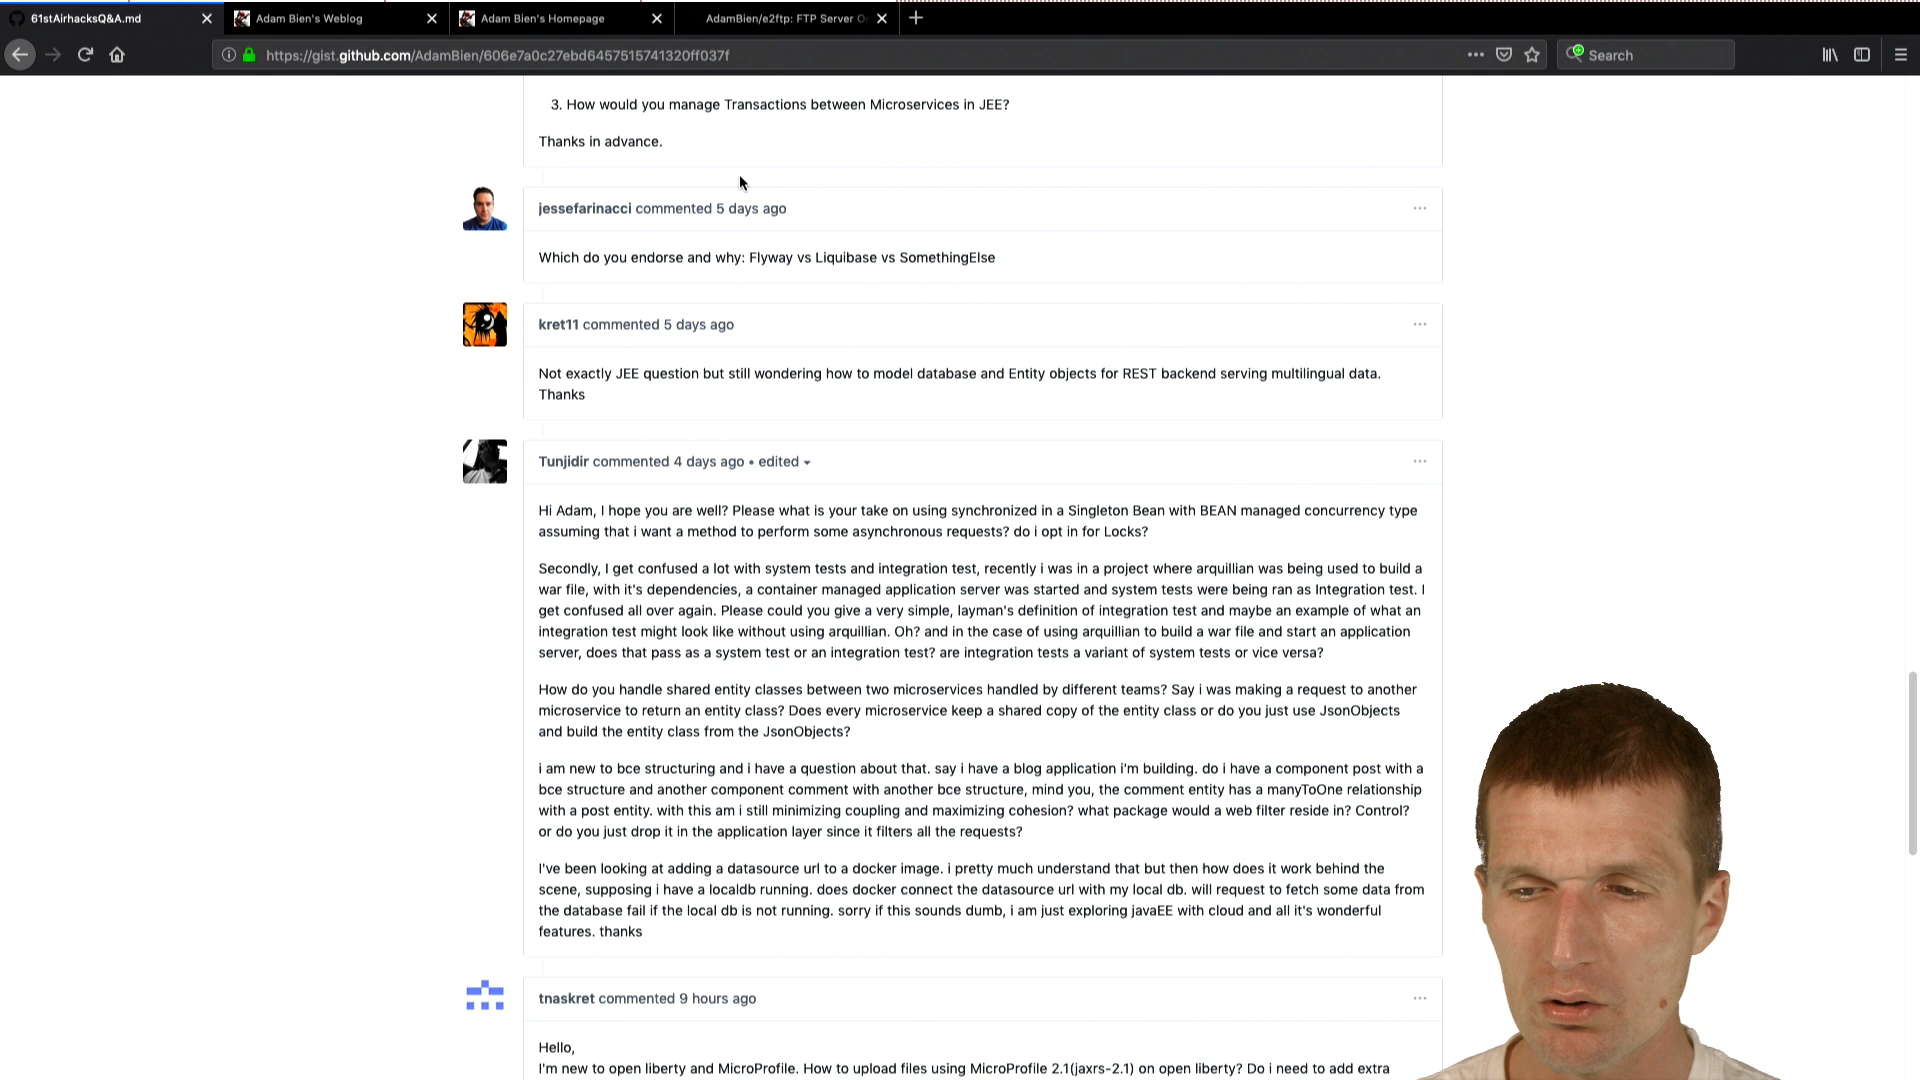 61stAirhacksQ&A.md
Adam Bien's Weblog
Adam Bien's Homepage
AdamBien/e2ftp: FTP Server O
https://gist.github.com/AdamBien/606e7a0c27ebd6457515741320ff037f
Search
3. How would you manage Transactions between Microservices in JEE?
Thanks in advance.
jessefarinacci commented 5 days ago
Which do you endorse and why: Flyway vs Liquibase vs SomethingElse
kret11 commented 5 days ago
Not exactly JEE question but still wondering how to model database and Entity objects for REST backend serving multilingual data.
Thanks
Tunjidir commented 4 days ago • edited
Hi Adam, I hope you are well? Please what is your take on using synchronized in a Singleton Bean with BEAN managed concurrency type
assuming that i want a method to perform some asynchronous requests? do i opt in for Locks?
Secondly, I get confused a lot with system tests and integration test, recently i was in a project where arquillian was being used to build a
war file, with it's dependencies, a container managed application server was started and system tests were being ran as Integration test. I
get confused all over again. Please could you give a very simple, layman's definition of integration test and maybe an example of what an
integration test might look like without using arquillian. Oh? and in the case of using arquillian to build a war file and start an application
server, does that pass as a system test or an integration test? are integration tests a variant of system tests or vice versa?
How do you handle shared entity classes between two microservices handled by different teams? Say i was making a request to another
microservice to return an entity class? Does every microservice keep a shared copy of the entity class or do you just use JsonObjects
and build the entity class from the JsonObjects?
i am new to bce structuring and i have a question about that. say i have a blog application i'm building. do i have a component post with a
bce structure and another component comment with another bce structure, mind you, the comment entity has a manyToOne relationship
with a post entity. with this am i still minimizing coupling and maximizing cohesion? what package would a web filter reside in? Control?
or do you just drop it in the application layer since it filters all the requests?
I've been looking at adding a datasource url to a docker image. i pretty much understand that but then how does it work behind the
scene, supposing i have a localdb running. does docker connect the datasource url with my local db. will request to fetch some data from
the database fail if the local db is not running. sorry if this sounds dumb, i am just exploring javaEE with cloud and all it's wonderful
features. thanks
tnaskret commented 9 hours ago
Hello,
I'm new to open liberty and MicroProfile. How to upload files using MicroProfile 2.1(jaxrs-2.1) on open liberty? Do i need to add extra